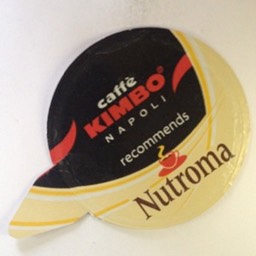 caffè
KIMBO®
NAPOLI
recommends
Nutroma